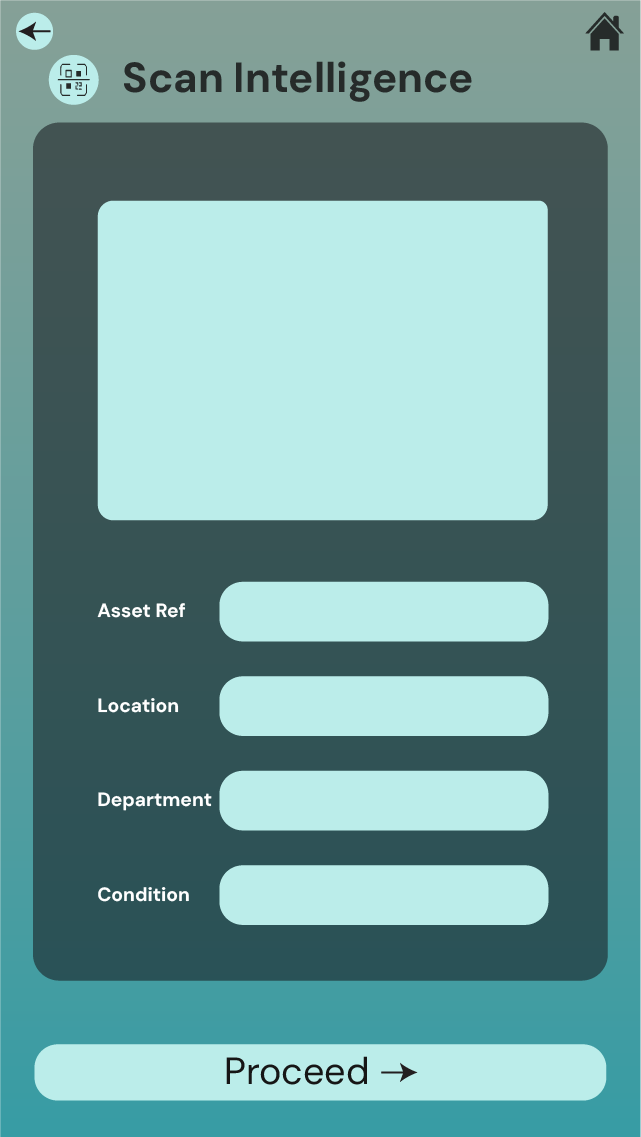 Scan Intelligence
Asset Ref
Location
Department
Condition
Proceed →